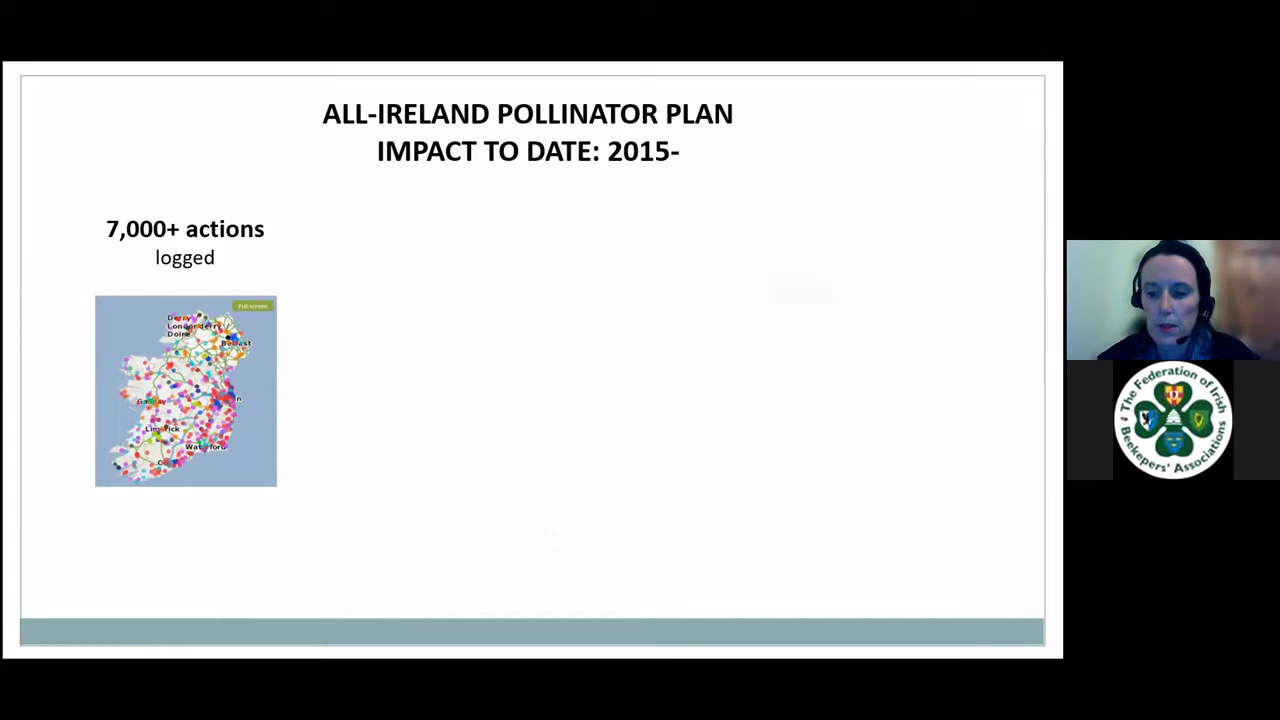 ALL-IRELAND POLLINATOR PLAN
IMPACT TO DATE: 2015-
7,000+ actions
logged
Full screen
Derry
Londonderry
Belfast
Galway
Limerick
Waterford
The Federation of Irish
Beekeepers' Associations